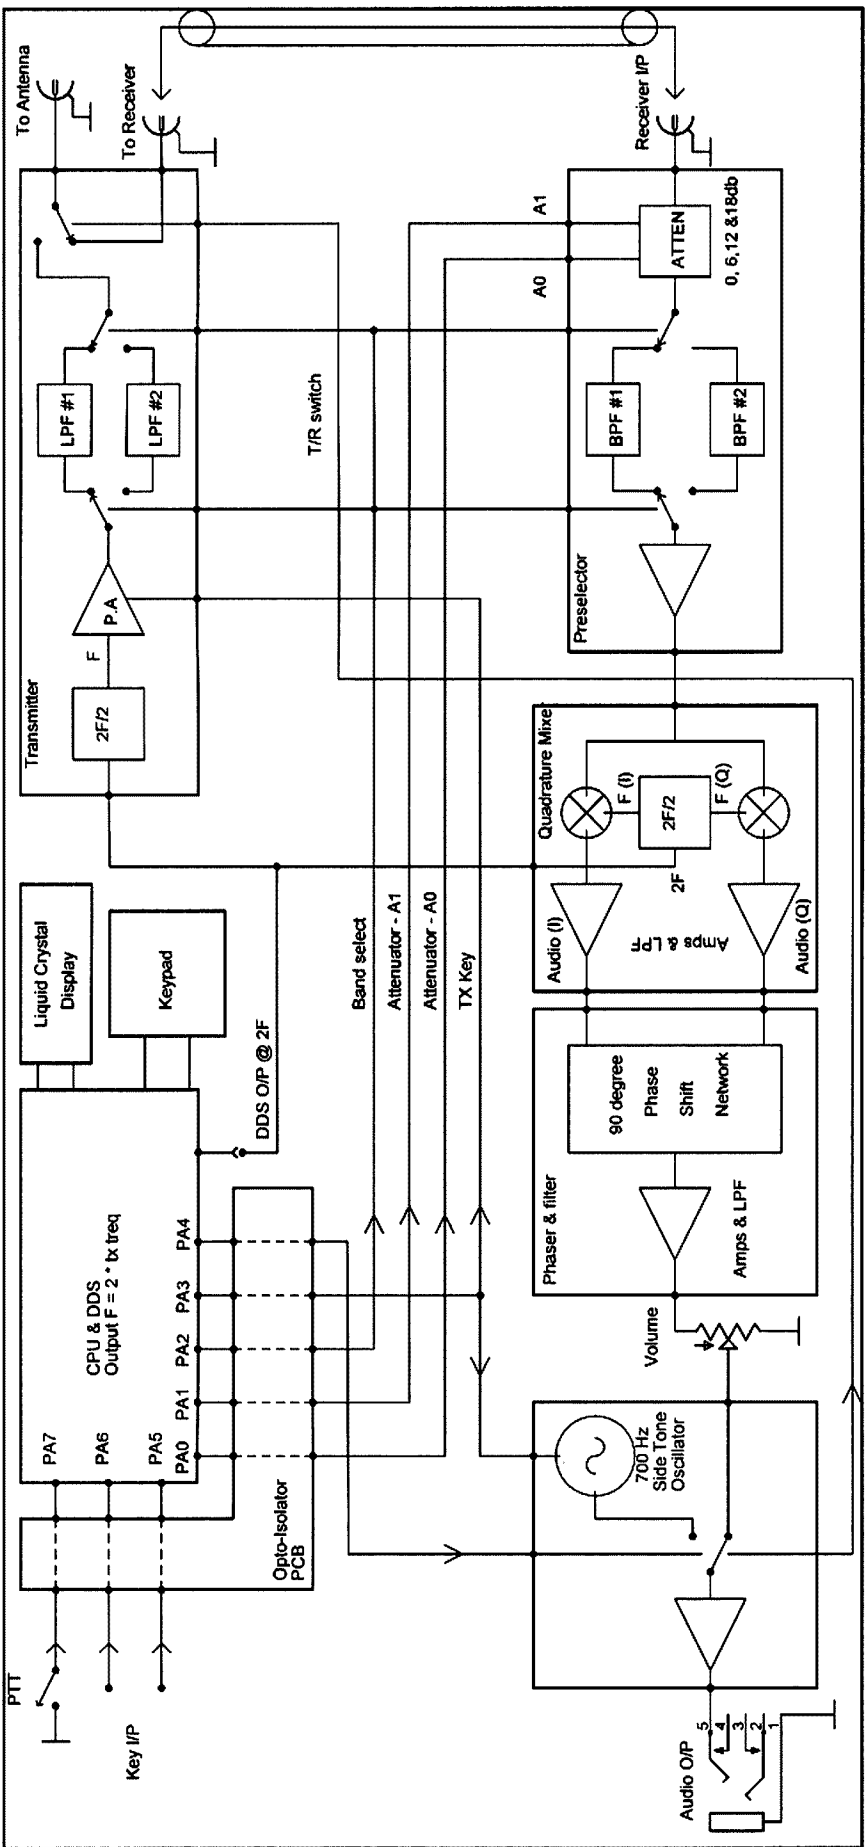 PTT
Key I/P
PA7
PA6
PA5
CPU & DDS
Output F = 2 * tx freq
PA0
PA1
PA2
PA3
PA4
Opto-Isolator
PCB
Liquid Crystal
Display
Keypad
DDS O/P @ 2F
Band select
Attenuator - A1
Attenuator - A0
TX Key
Transmitter
2F/2
F
P.A
LPF #1
LPF #2
T/R switch
To Antenna
To Receiver
Audio O/P
5
4
3
2
1
700 Hz
Side Tone
Oscillator
Volume
Phaser & filter
Amps & LPF
90 degree
Phase
Shift
Network
Quadrature Mixer
Audio (I)
Amps & LPF
Audio (Q)
F (I)
2F/2
2F
F (Q)
Preselector
BPF #1
BPF #2
A0
A1
ATTEN
0, 6,12 &18db
Receiver I/P